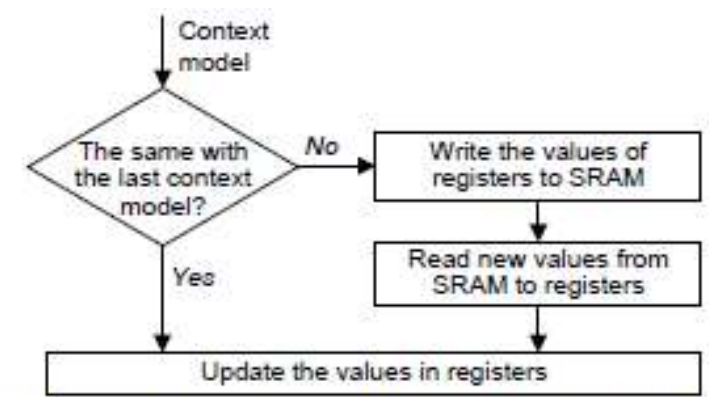 Context
model
The same with
the last context
model?
No
Write the values of
registers to SRAM
Read new values from
SRAM to registers
Yes
Update the values in registers